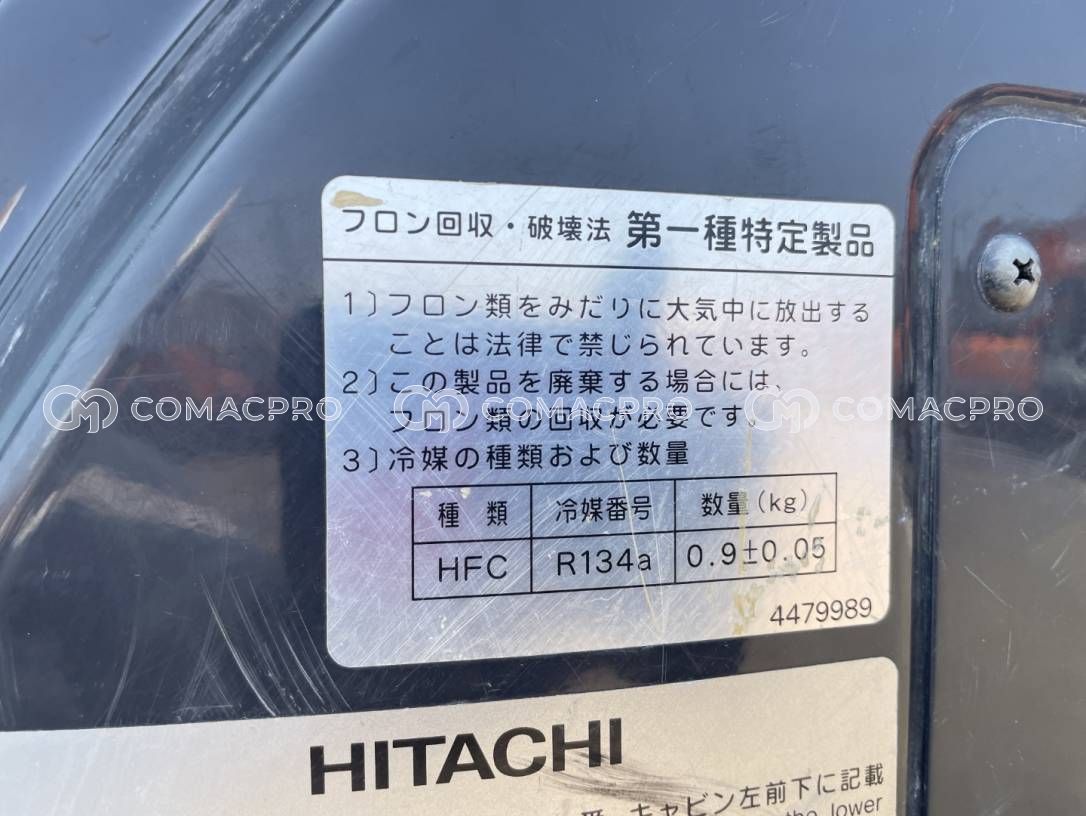 フロン回収・破壊法 第一種特定製品
1)フロン類をみだりに大気中に放出する
ことは法律で禁じられています。
2)この製品を廃棄する場合には、
フロン類の回収が必要です。
3)冷媒の種類および数量
種 類 冷媒番号 数量(kg)
HFC R134a 0.9±0.05
4479989
CM COMACPRO CM COMACPRO CM COMACPRO
HITACHI
キャビン左前下に記載
the lower